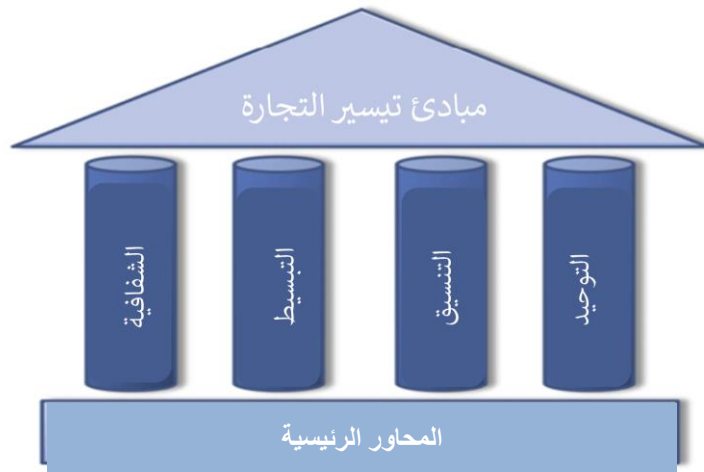 مبادئ تيسير التجارة
التوحيد
التنسيق
التبسيط
الشفافية
المحاور الرئيسية